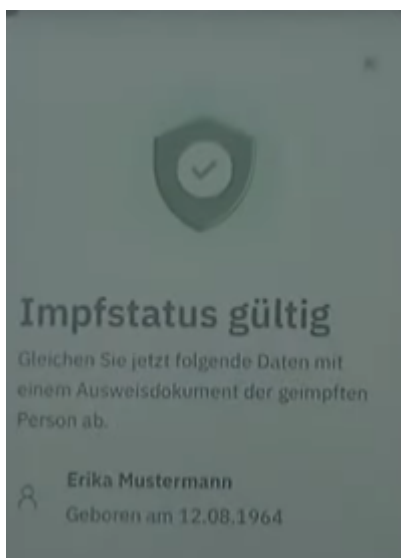 Impfstatus gültig
Gleichen Sie jetzt folgende Daten mit
einem Ausweisdokument der geimpften
Person ab.
Erika Mustermann
Geboren am 12.08.1964